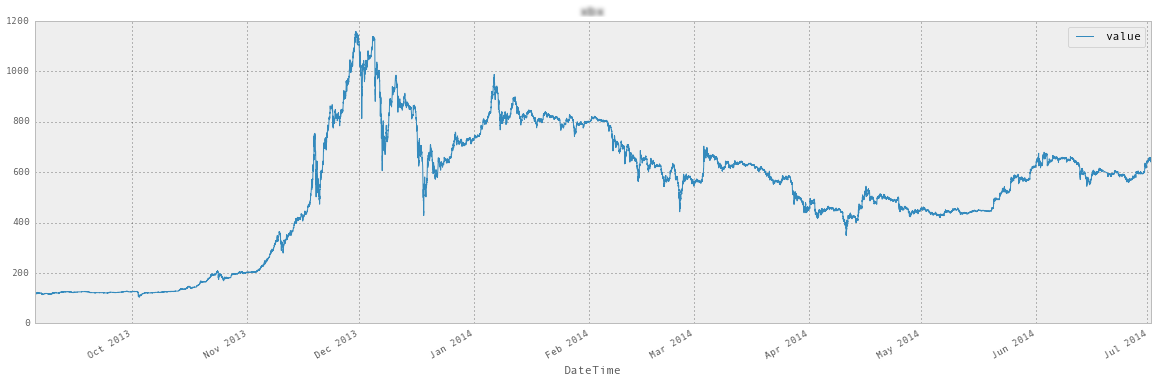 1200
1000
800
600
400
200
0
value
Oct 2013
Nov 2013
Dec 2013
Jan 2014
Feb 2014
Mar 2014
Apr 2014
May 2014
Jun 2014
Jul 2014
DateTime